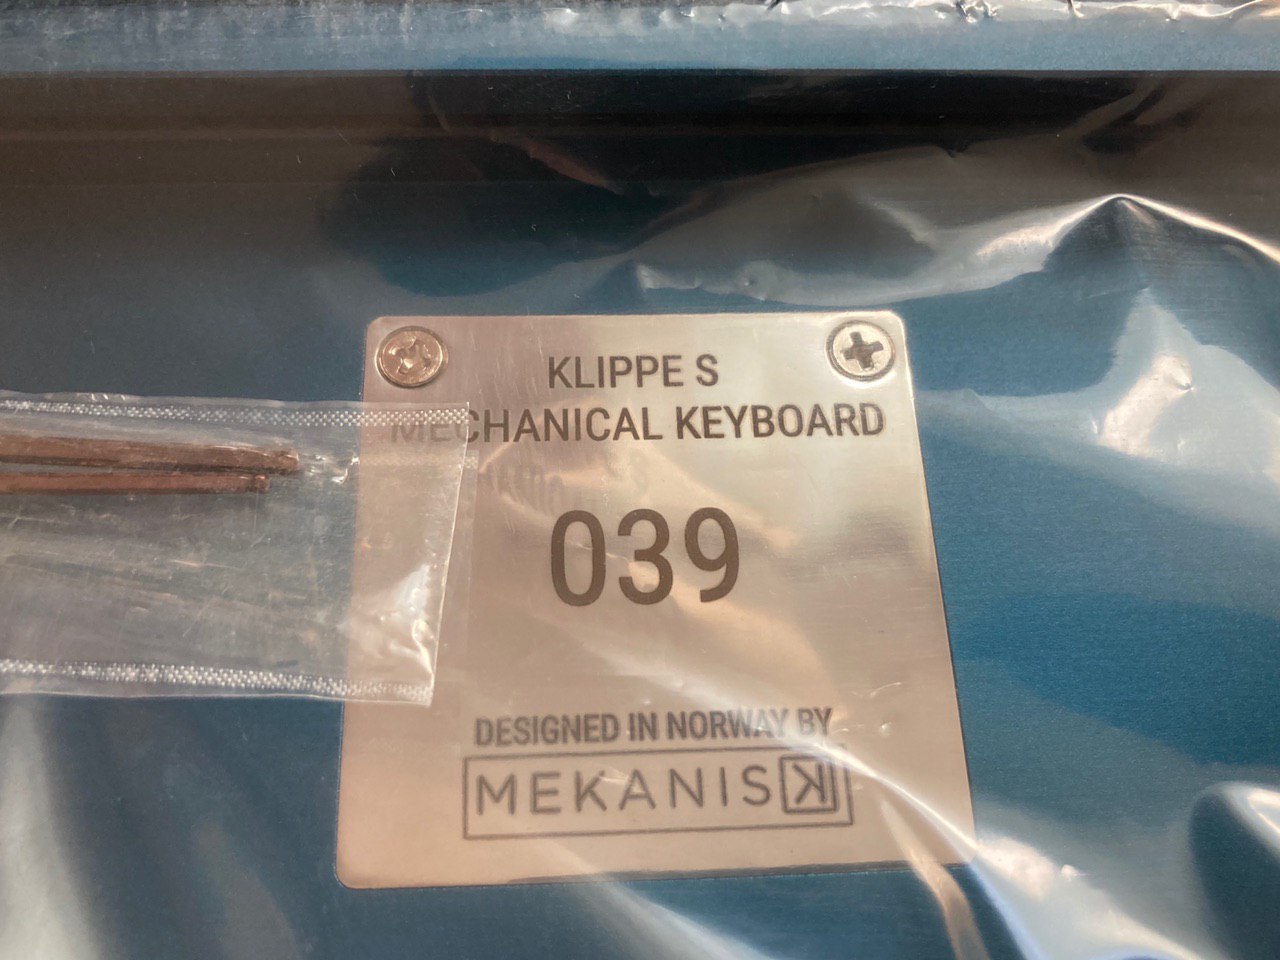 KLIPPE S
MECHANICAL KEYBOARD
039
DESIGNED IN NORWAY BY
MEKANISK